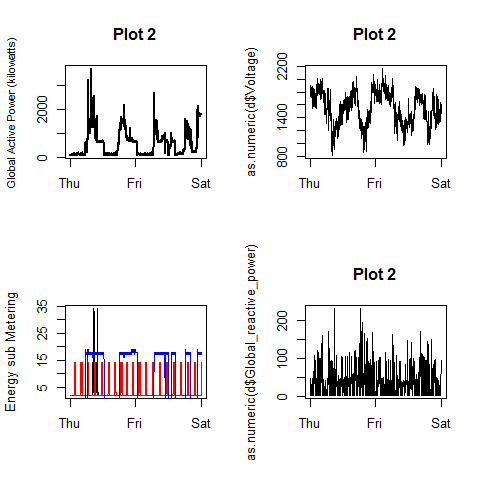 Plot 2
Global Active Power (kilowatts)
0 2000
Thu Fri Sat
Plot 2
as.numeric(d$Voltage)
800 1400 2200
Thu Fri Sat
Energy sub Metering
5 15 25 35
Thu Fri Sat
Plot 2
as.numeric(d$Global_reactive_power)
0 100 200
Thu Fri Sat